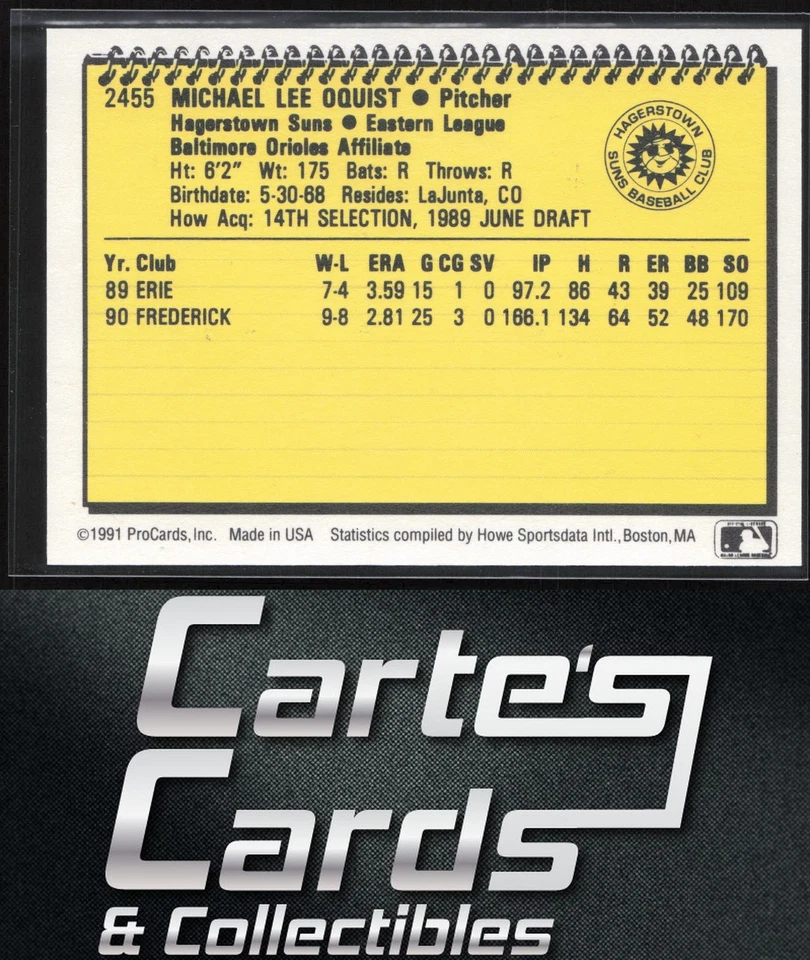 2455 MICHAEL LEE OQUIST ● Pitcher
Hagerstown Suns ● Eastern League
Baltimore Orioles Affiliate
Ht: 6'2" Wt: 175 Bats: R Throws: R
Birthdate: 5-30-68 Resides: LaJunta, CO
How Acq: 14TH SELECTION, 1989 JUNE DRAFT
HAGERSTOWN
SUNS BASEBALL CLUB
Yr. Club W-L ERA G CG SV IP H R ER BB SO
89 ERIE 7-4 3.59 15 1 0 97.2 86 43 39 25 109
90 FREDERICK 9-8 2.81 25 3 0 166.1 134 64 52 48 170
©1991 ProCards, Inc. Made in USA Statistics compiled by Howe Sportsdata Intl., Boston, MA
Carte's
Cards
& Collectibles